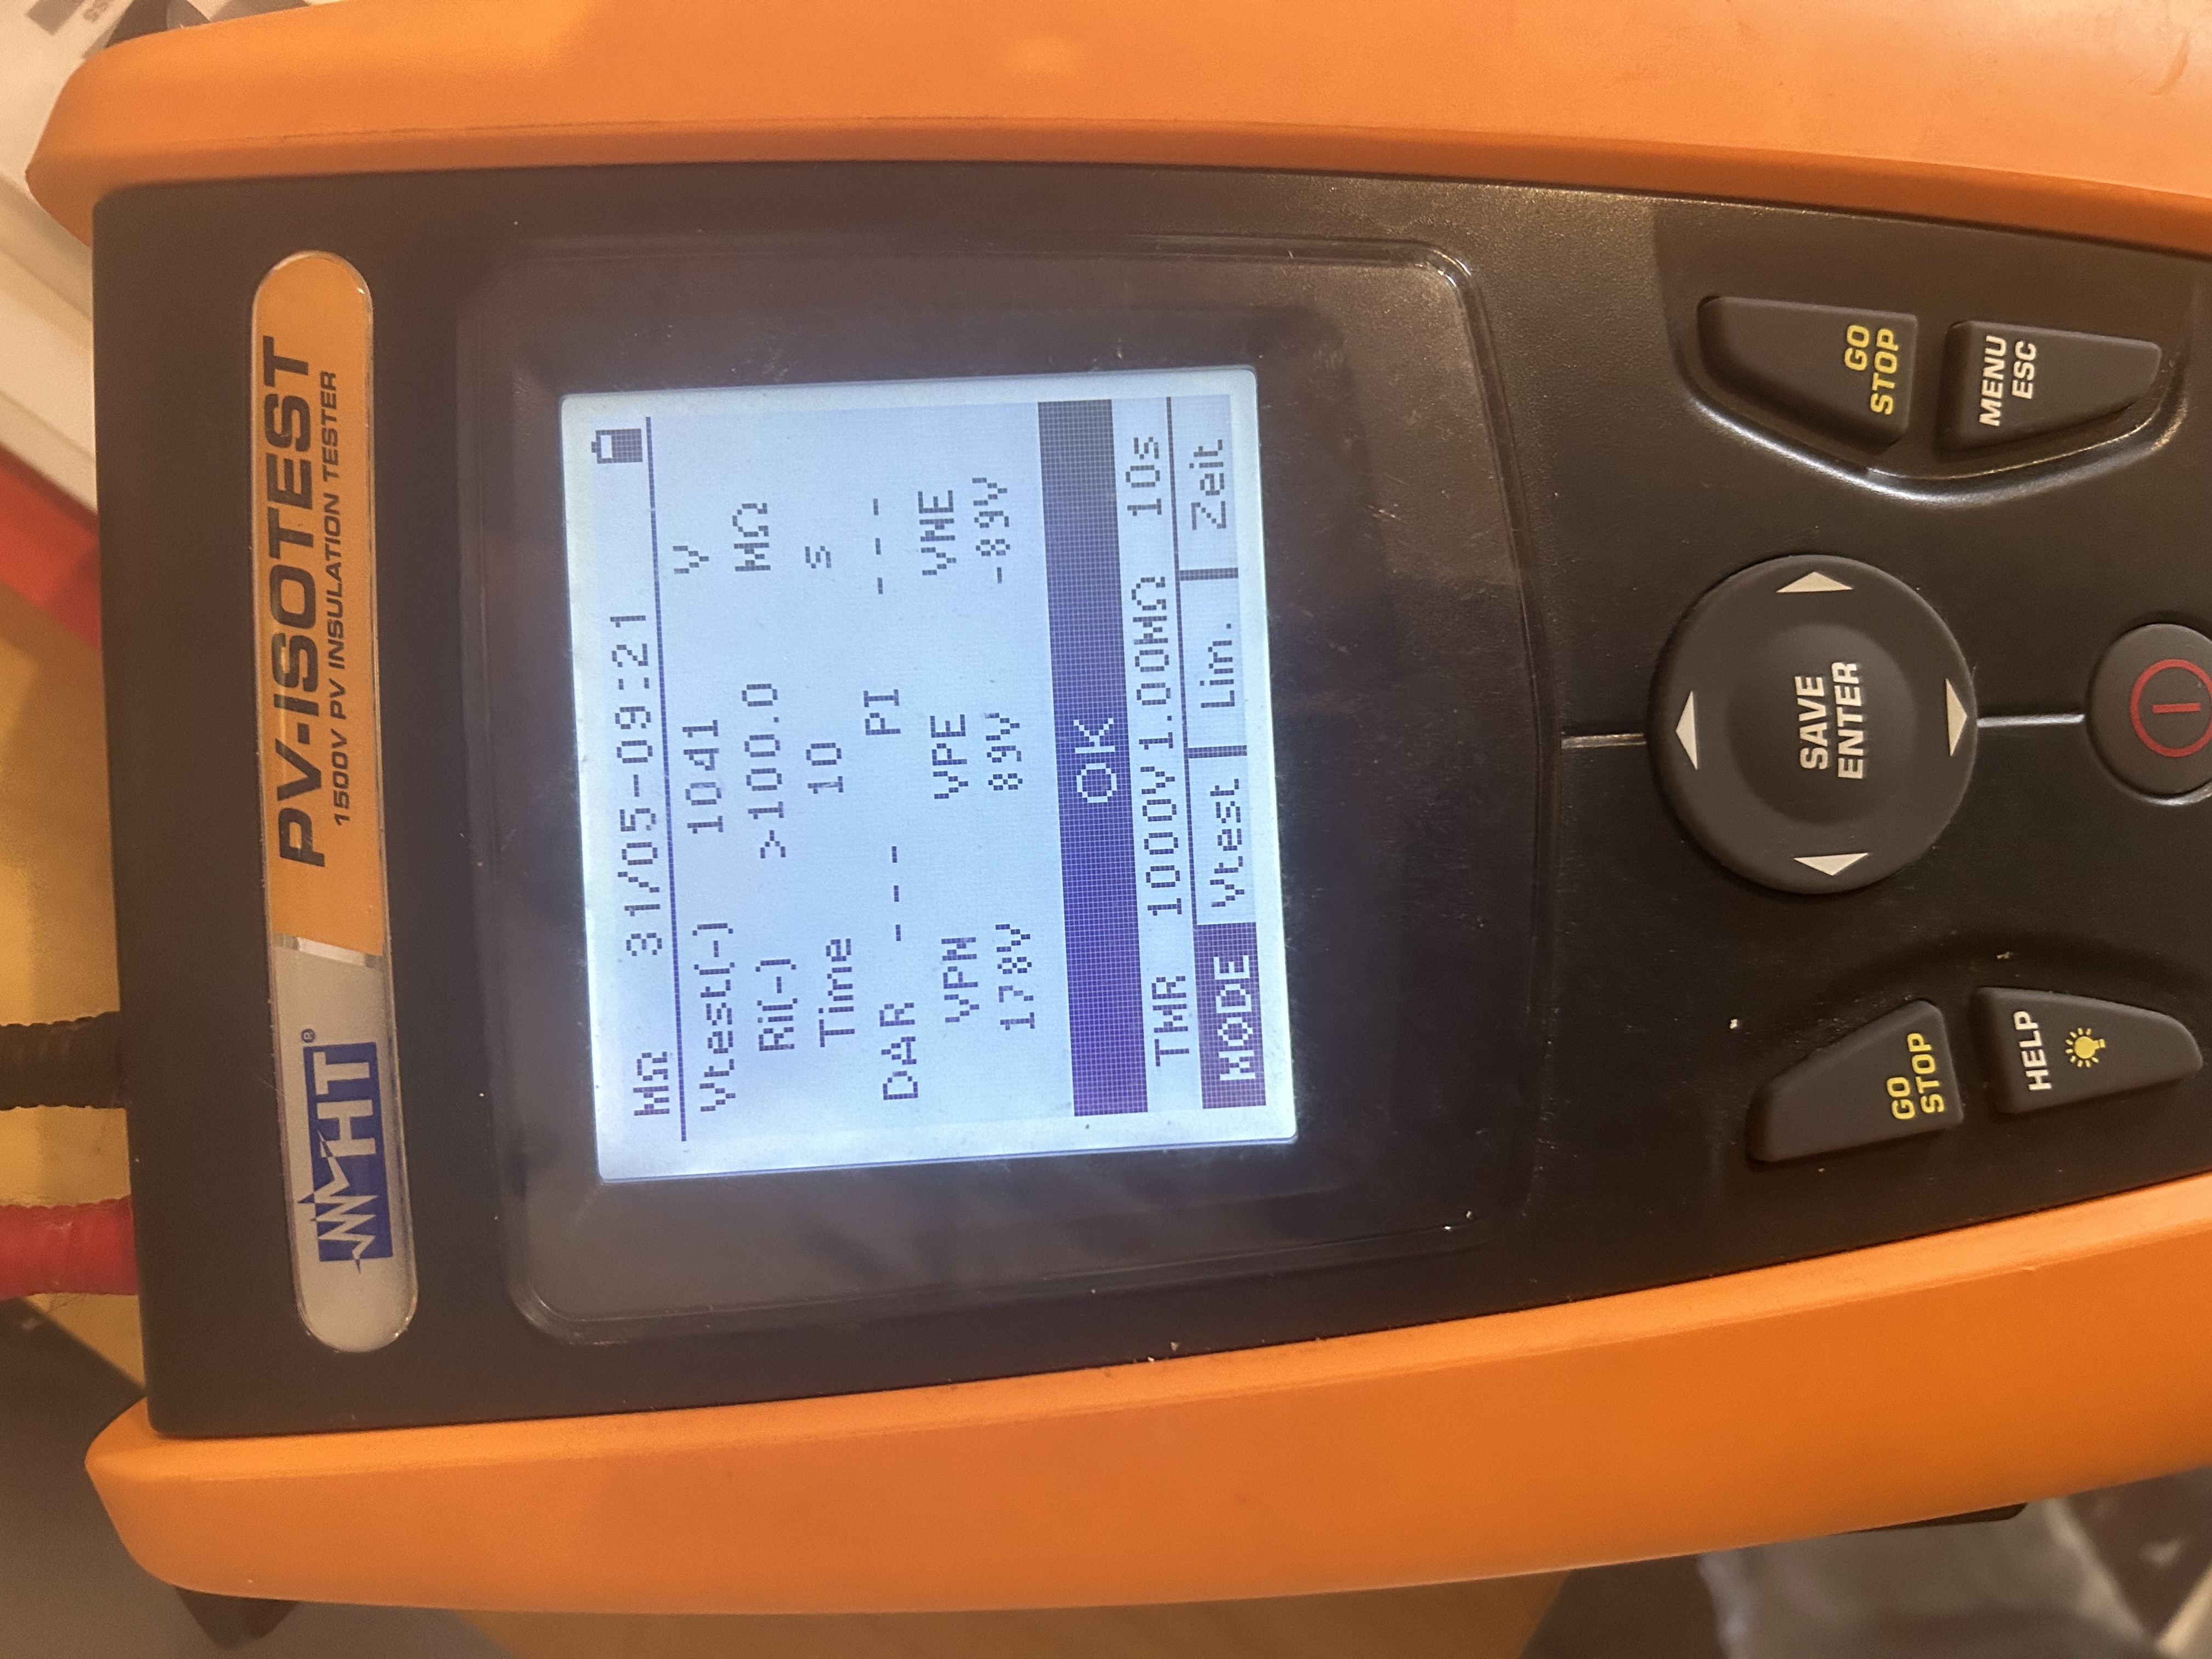 HT®
PV-ISOTEST
1500V PV INSULATION TESTER
MΩ 31/05-09:21
Vtest(-) 1041 V
Ri(-) >100.0 MΩ
Time 10 s
DAR --- PI ---
VPN VPE VNE
178V 89V -89V
OK
TMR 1000V 1.00MΩ 10s
MODE Vtest Lim. Zeit
SAVE
ENTER
GO
STOP
GO
STOP
HELP
MENU
ESC